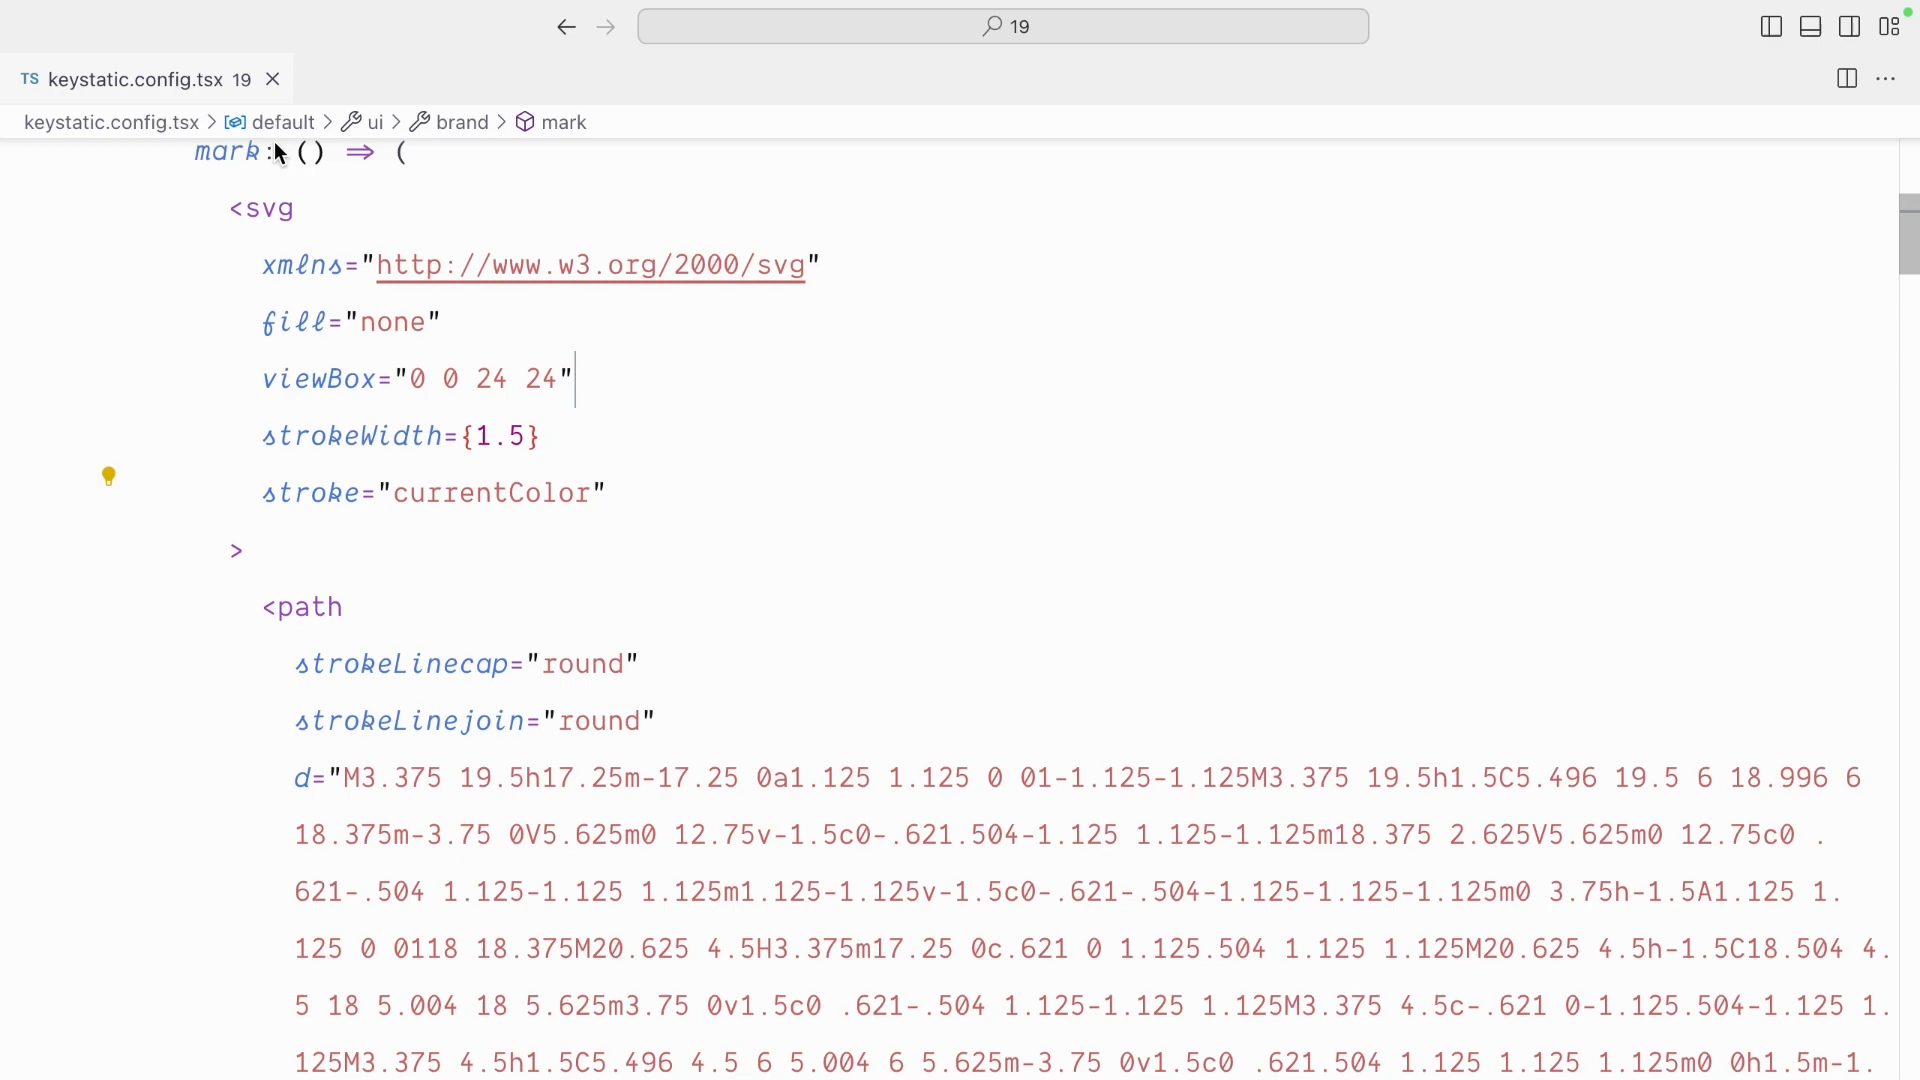 19
TS keystatic.config.tsx 19
keystatic.config.tsx > default > ui > brand > mark
mark: () => (
<svg
xmlns="http://www.w3.org/2000/svg"
fill="none"
viewBox="0 0 24 24"
strokeWidth={1.5}
stroke="currentColor"
>
<path
strokeLinecap="round"
strokeLinejoin="round"
d="M3.375 19.5h17.25m-17.25 0a1.125 1.125 0 01-1.125-1.125M3.375 19.5h1.5C5.496 19.5 6 18.996 6
18.375m-3.75 0V5.625m0 12.75v-1.5c0-.621.504-1.125 1.125-1.125m18.375 2.625V5.625m0 12.75c0 .
621-.504 1.125-1.125 1.125m1.125-1.125v-1.5c0-.621-.504-1.125-1.125-1.125m0 3.75h-1.5A1.125 1.
125 0 0118 18.375M20.625 4.5H3.375m17.25 0c.621 0 1.125.504 1.125 1.125M20.625 4.5h-1.5C18.504 4.
5 18 5.004 18 5.625m3.75 0v1.5c0 .621-.504 1.125-1.125 1.125M3.375 4.5c-.621 0-1.125.504-1.125 1.
125M3.375 4.5h1.5C5.496 4.5 6 5.004 6 5.625m-3.75 0v1.5c0 .621.504 1.125 1.125 1.125m0 0h1.5m-1.